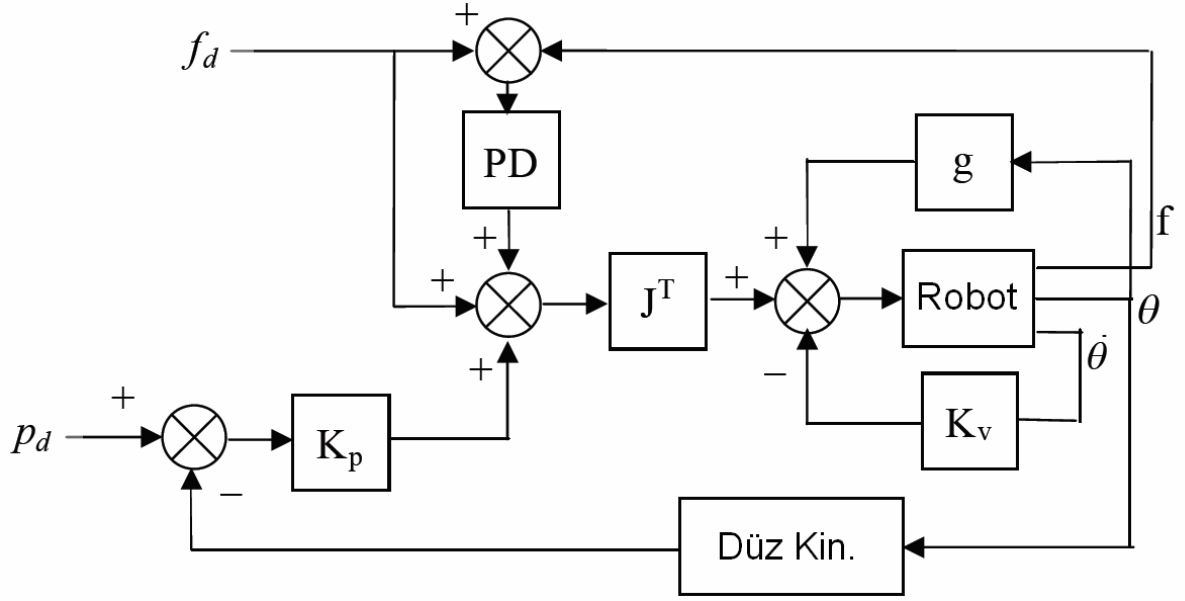 +
f_d
PD
g
+
+
f
+
+
J^T
Robot
θ
+
−
θ̇
+
K_p
K_v
p_d
−
Düz Kin.